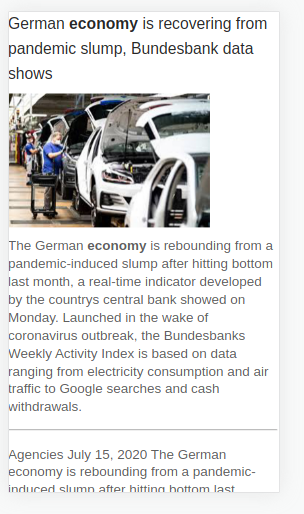 German economy is recovering from
pandemic slump, Bundesbank data
shows
The German economy is rebounding from a
pandemic-induced slump after hitting bottom
last month, a real-time indicator developed
by the countrys central bank showed on
Monday. Launched in the wake of
coronavirus outbreak, the Bundesbanks
Weekly Activity Index is based on data
ranging from electricity consumption and air
traffic to Google searches and cash
withdrawals.
Agencies July 15, 2020 The German
economy is rebounding from a pandemic-
induced slump after hitting bottom last